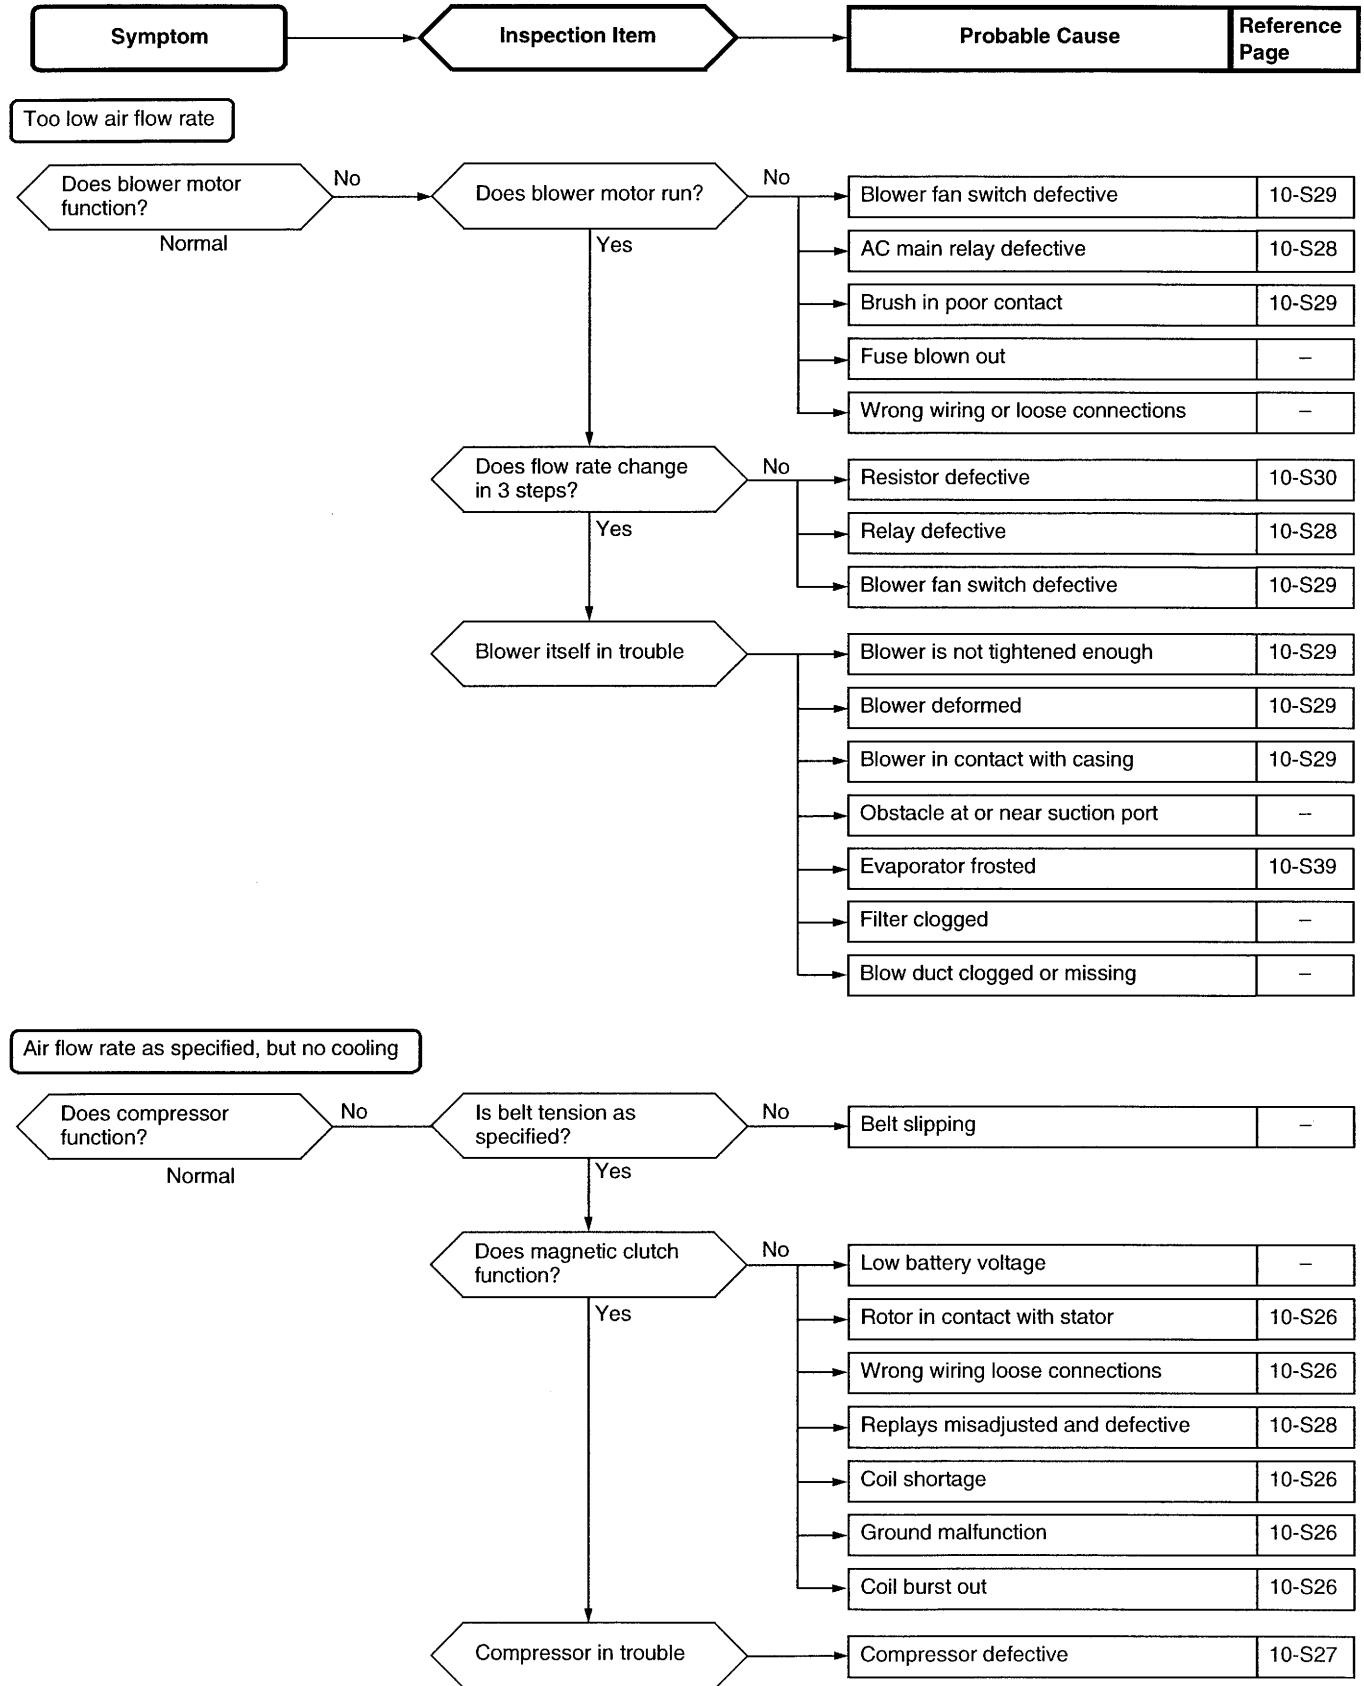 Symptom
Inspection Item
Probable Cause
Reference
Page
Too low air flow rate
Does blower motor
function?
No
Normal
Does blower motor run?
No
Yes
Blower fan switch defective
10-S29
AC main relay defective
10-S28
Brush in poor contact
10-S29
Fuse blown out
–
Wrong wiring or loose connections
–
Does flow rate change
in 3 steps?
No
Yes
Resistor defective
10-S30
Relay defective
10-S28
Blower fan switch defective
10-S29
Blower itself in trouble
Blower is not tightened enough
10-S29
Blower deformed
10-S29
Blower in contact with casing
10-S29
Obstacle at or near suction port
–
Evaporator frosted
10-S39
Filter clogged
–
Blow duct clogged or missing
–
Air flow rate as specified, but no cooling
Does compressor
function?
No
Normal
Is belt tension as
specified?
No
Yes
Belt slipping
–
Does magnetic clutch
function?
No
Yes
Low battery voltage
–
Rotor in contact with stator
10-S26
Wrong wiring loose connections
10-S26
Replays misadjusted and defective
10-S28
Coil shortage
10-S26
Ground malfunction
10-S26
Coil burst out
10-S26
Compressor in trouble
Compressor defective
10-S27